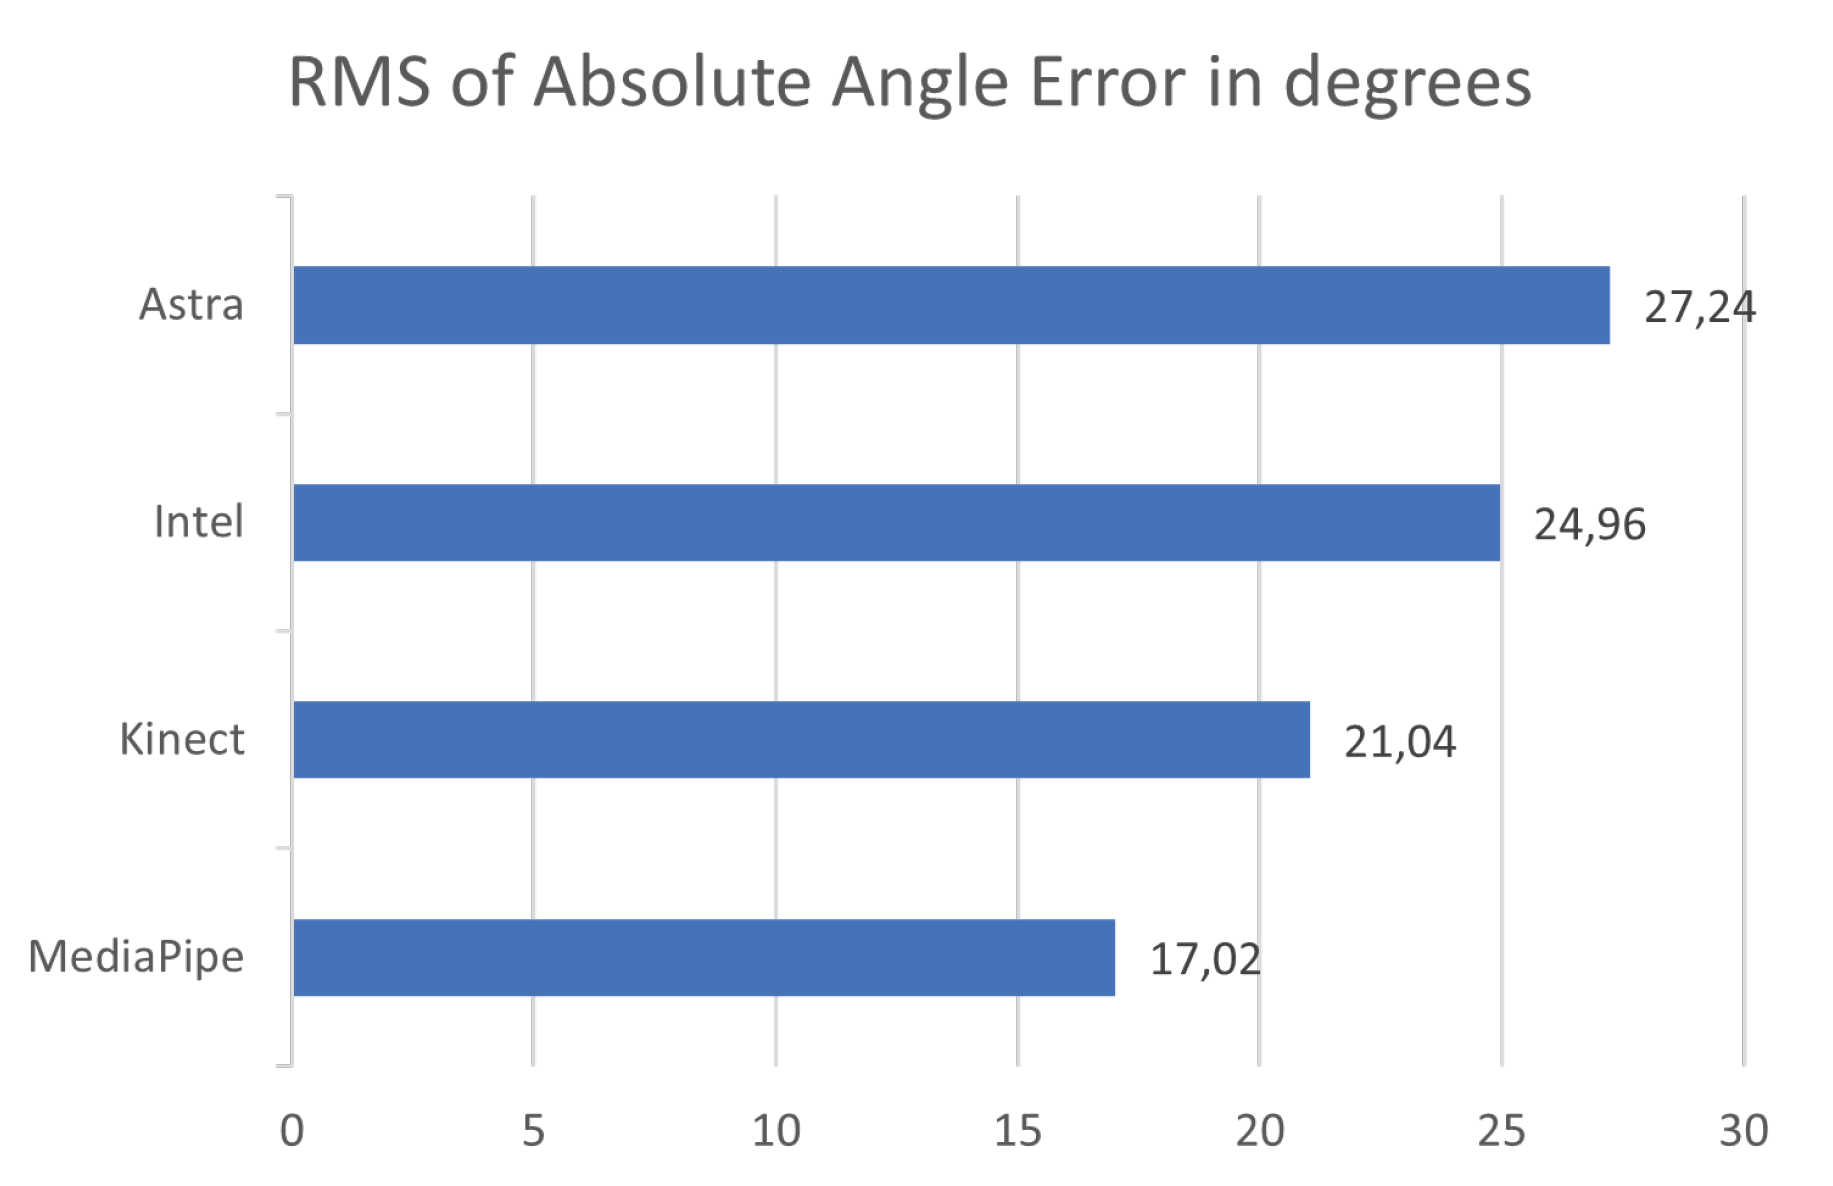 RMS of Absolute Angle Error in degrees
Astra 27,24
Intel 24,96
Kinect 21,04
MediaPipe 17,02
0 5 10 15 20 25 30